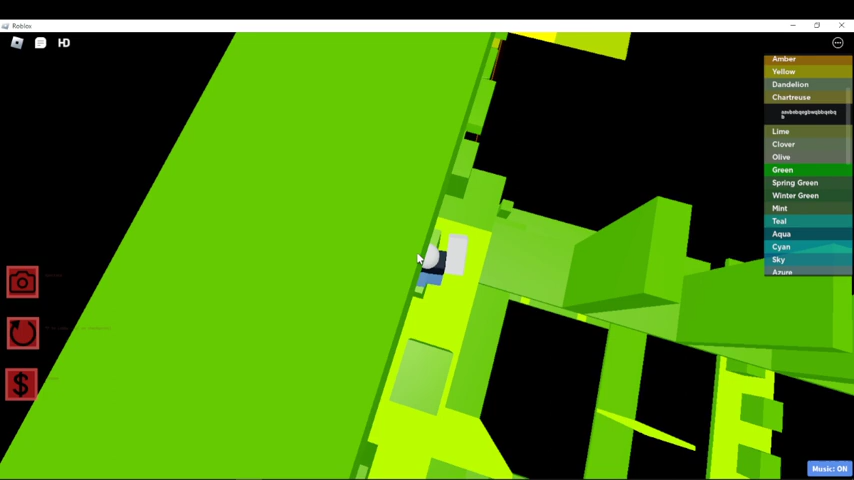 Roblox
HD
Amber
Yellow
Dandelion
Chartreuse
Lime
Clover
Olive
Green
Spring Green
Winter Green
Mint
Teal
Aqua
Cyan
Sky
Azure
$
Music: ON